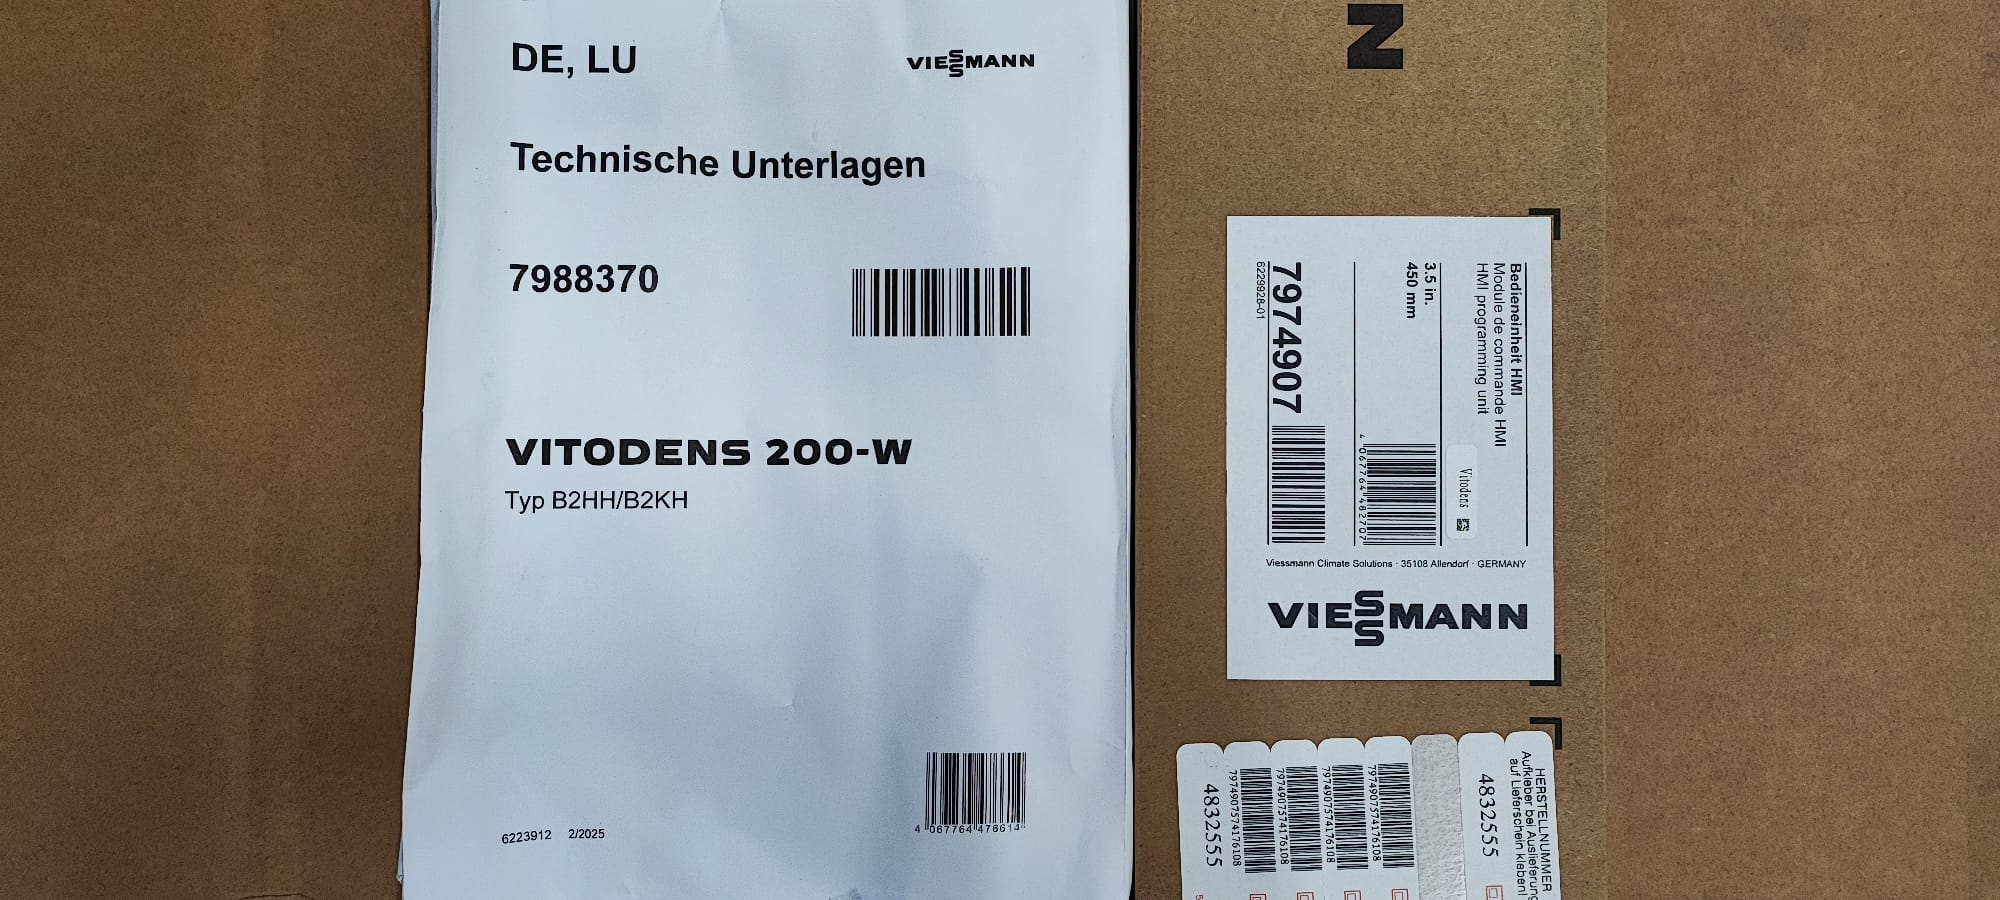 DE, LU
VIESSMANN
Technische Unterlagen
7988370
VITODENS 200-W
Typ B2HH/B2KH
6223912 2/2025
4 067764 476614
N
Bedieneinheit HMI
Module de commande HMI
HMI programming unit
Vitodens
3.5 in.
450 mm
4 067764 482707
7974907
6229928-01
Viessmann Climate Solutions · 35108 Allendorf · GERMANY
VIESSMANN
HERSTELLNUMMER
Aufkleber bei Auslieferung
auf Lieferschein kleben!
4832555
7974907574176108
7974907574176108
7974907574176108
7974907574176108
4832555